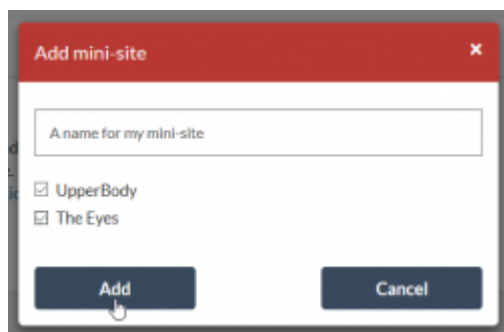 Add mini-site ×
A name for my mini-site
UpperBody
The Eyes
Add Cancel